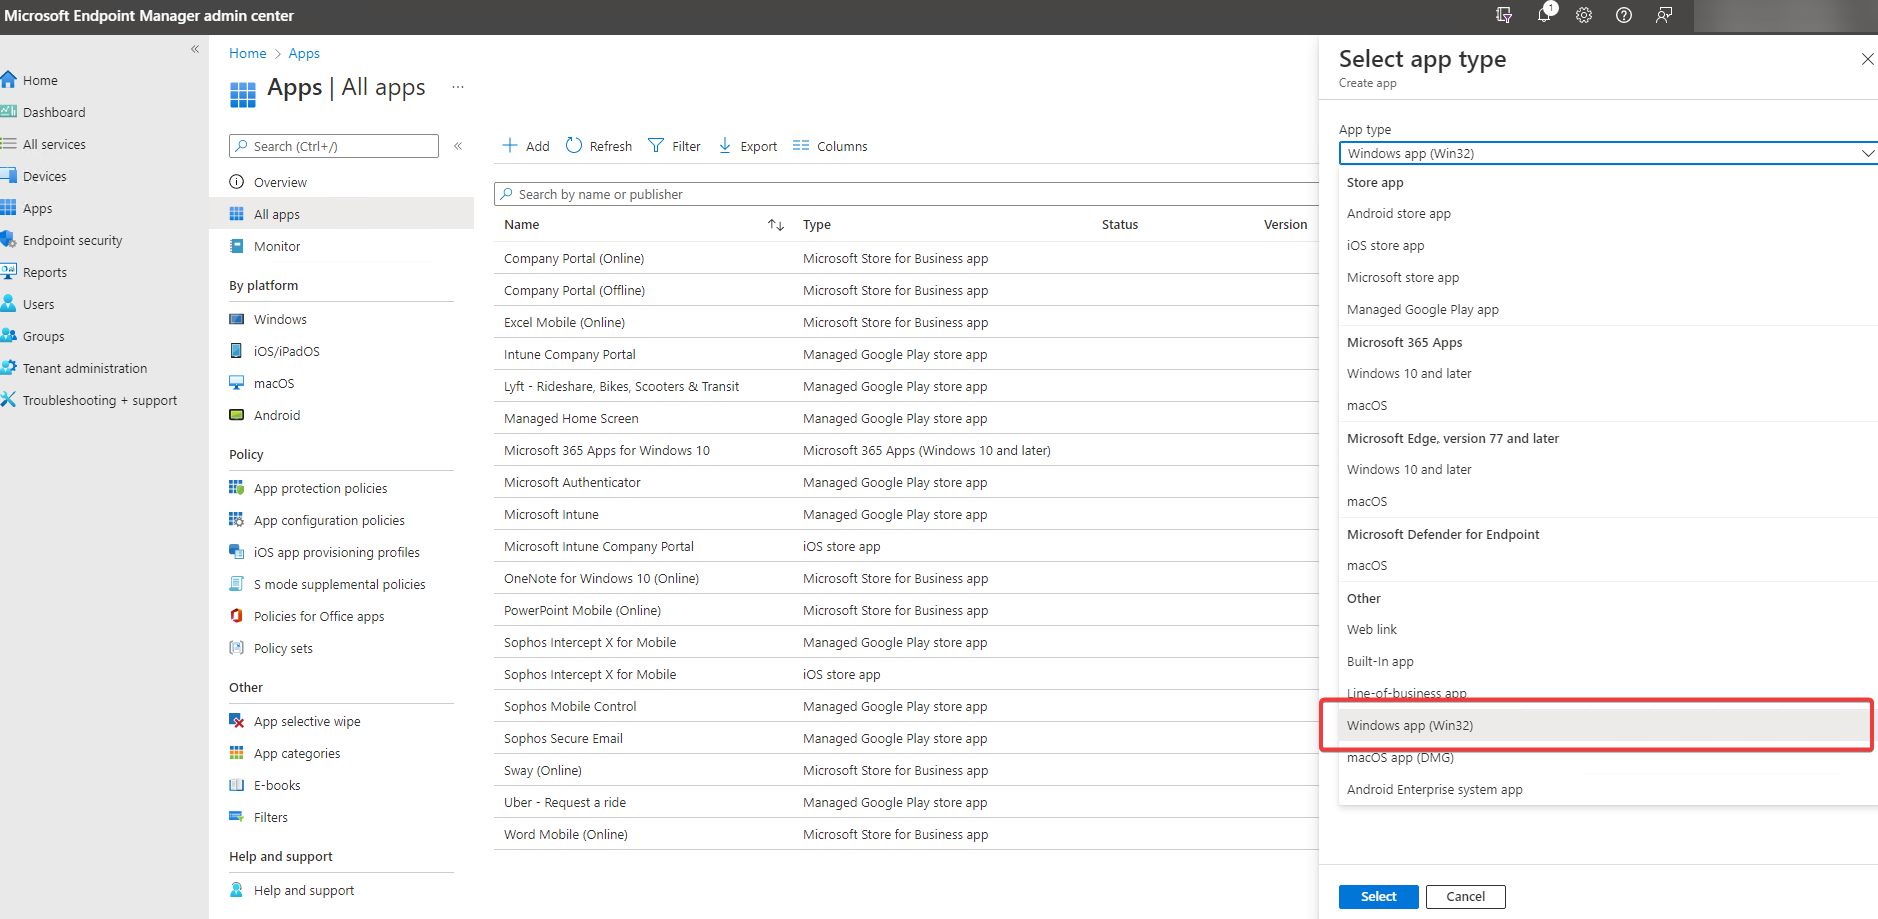 Microsoft Endpoint Manager admin center
1
Home
Dashboard
All services
Devices
Apps
Endpoint security
Reports
Users
Groups
Tenant administration
Troubleshooting + support
Home > Apps
Apps | All apps ...
Search (Ctrl+/)
Overview
All apps
Monitor
By platform
Windows
iOS/iPadOS
macOS
Android
Policy
App protection policies
App configuration policies
iOS app provisioning profiles
S mode supplemental policies
Policies for Office apps
Policy sets
Other
App selective wipe
App categories
E-books
Filters
Help and support
Help and support
Add Refresh Filter Export Columns
Search by name or publisher
Name Type Status Version
Company Portal (Online) Microsoft Store for Business app
Company Portal (Offline) Microsoft Store for Business app
Excel Mobile (Online) Microsoft Store for Business app
Intune Company Portal Managed Google Play store app
Lyft - Rideshare, Bikes, Scooters & Transit Managed Google Play store app
Managed Home Screen Managed Google Play store app
Microsoft 365 Apps for Windows 10 Microsoft 365 Apps (Windows 10 and later)
Microsoft Authenticator Managed Google Play store app
Microsoft Intune Managed Google Play store app
Microsoft Intune Company Portal iOS store app
OneNote for Windows 10 (Online) Microsoft Store for Business app
PowerPoint Mobile (Online) Microsoft Store for Business app
Sophos Intercept X for Mobile Managed Google Play store app
Sophos Intercept X for Mobile iOS store app
Sophos Mobile Control Managed Google Play store app
Sophos Secure Email Managed Google Play store app
Sway (Online) Microsoft Store for Business app
Uber - Request a ride Managed Google Play store app
Word Mobile (Online) Microsoft Store for Business app
Select app type
Create app
App type
Windows app (Win32)
Store app
Android store app
iOS store app
Microsoft store app
Managed Google Play app
Microsoft 365 Apps
Windows 10 and later
macOS
Microsoft Edge, version 77 and later
Windows 10 and later
macOS
Microsoft Defender for Endpoint
macOS
Other
Web link
Built-In app
Line-of-business app
Windows app (Win32)
macOS app (DMG)
Android Enterprise system app
Select Cancel